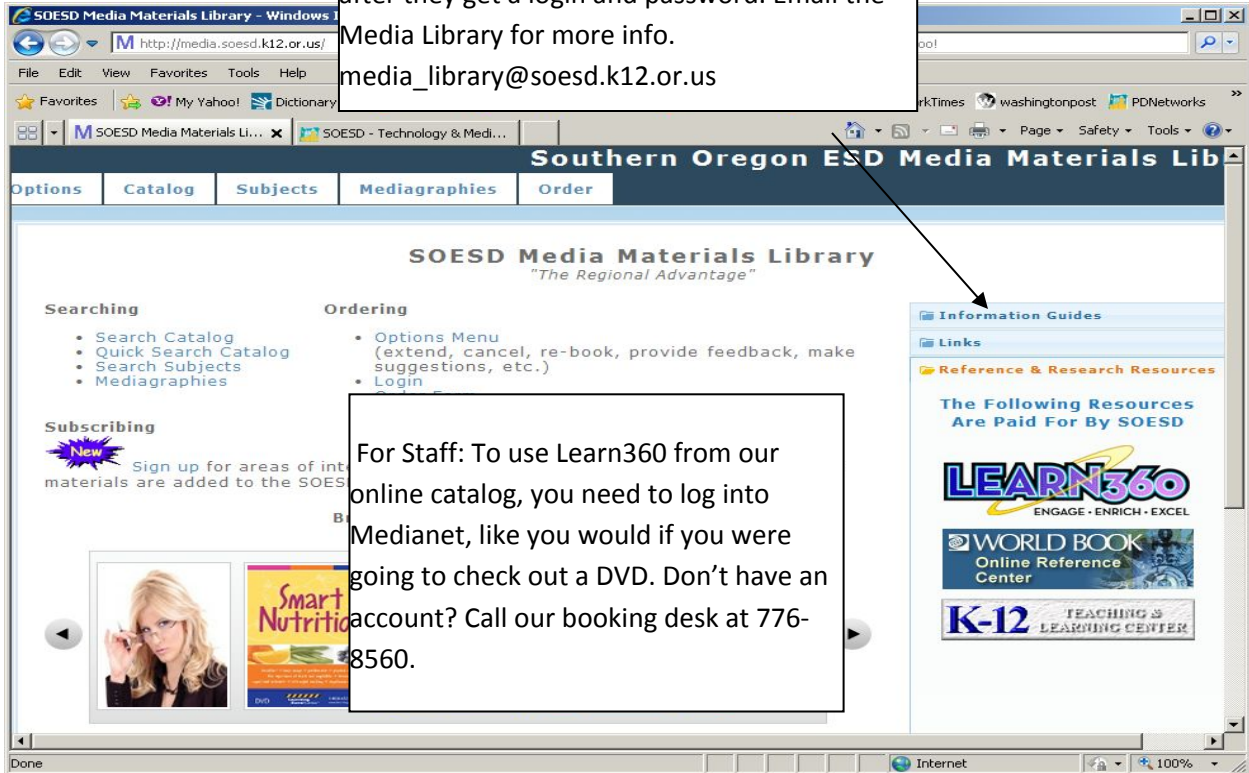 SOESD Media Materials Library - Windows I
after they get a login and password. Email the
Media Library for more info.
media_library@soesd.k12.or.us
http://media.soesd.k12.or.us/
oo!
File Edit View Favorites Tools Help
Favorites My Yahoo! Dictionary
rkTimes washingtonpost PDNetworks »
SOESD Media Materials Li... SOESD - Technology & Medi...
Page Safety Tools
Southern Oregon ESD Media Materials Lib
Options Catalog Subjects Mediagraphies Order
SOESD Media Materials Library
"The Regional Advantage"
Searching
• Search Catalog
• Quick Search Catalog
• Search Subjects
• Mediagraphies
Ordering
• Options Menu
(extend, cancel, re-book, provide feedback, make
suggestions, etc.)
• Login
Subscribing
New
Sign up for areas of int
materials are added to the SOES
For Staff: To use Learn360 from our
online catalog, you need to log into
Medianet, like you would if you were
going to check out a DVD. Don’t have an
account? Call our booking desk at 776-
8560.
Smart
Nutritio
DVD
Information Guides
Links
Reference & Research Resources
The Following Resources
Are Paid For By SOESD
LEARN360
ENGAGE • ENRICH • EXCEL
WORLD BOOK
Online Reference
Center
K-12 TEACHING &
LEARNING CENTER
Done
Internet
100%